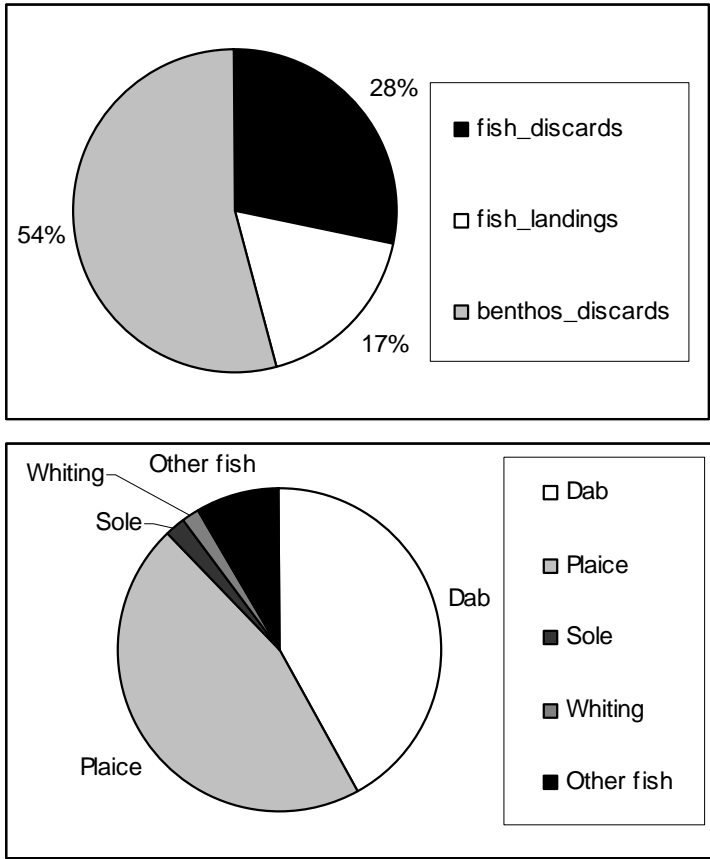 28%
fish_discards
fish_landings
54%
benthos_discards
17%
Other fish
Whiting
Sole
Dab
Plaice
Dab
Plaice
Sole
Whiting
Other fish